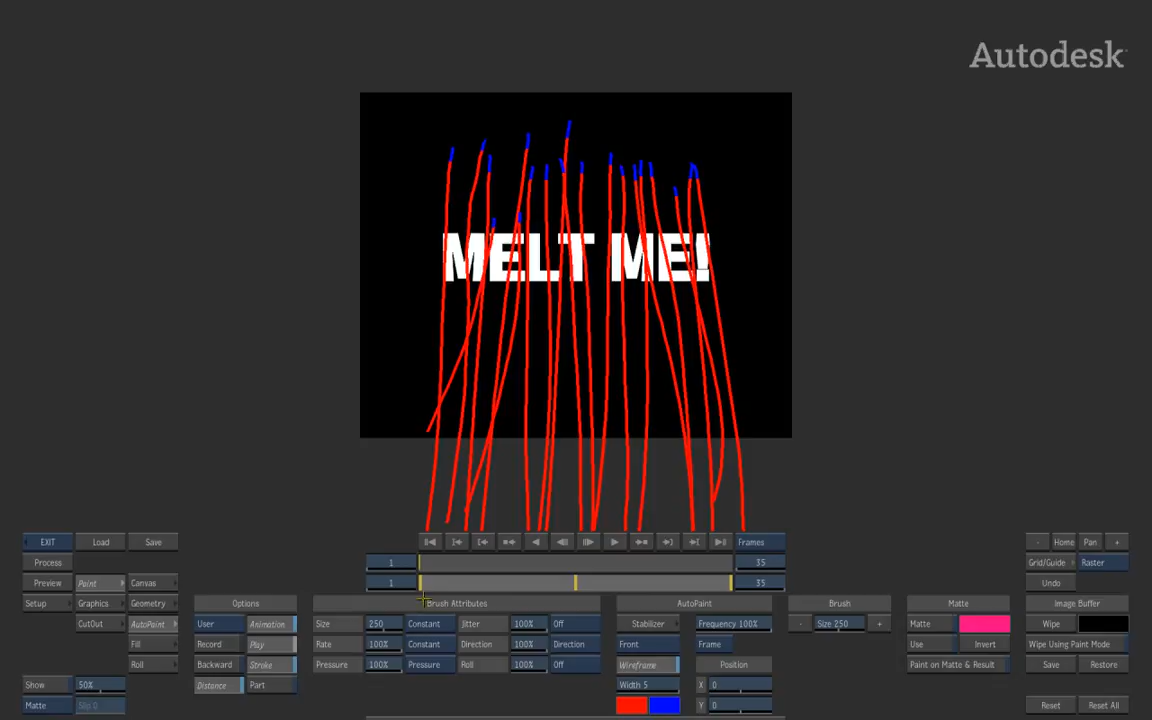 Autodesk
MELT ME!
EXIT Load Save Frames - Home Pan +
Process 1 35 Grid/Guide Raster
Preview Paint Canvas 1 35 Undo
Setup Graphics Geometry Options Brush Attributes AutoPaint Brush Matte Image Buffer
CutOut AutoPaint User Animation Size 250 Constant Jitter 100% Off Stabilizer Frequency 100% - Size 250 + Matte Wipe
Fill Record Play Rate 100% Constant Direction 100% Direction Front Frame Use Invert Wipe Using Paint Mode
Roll Backward Stroke Pressure 100% Pressure Roll 100% Off Wireframe Position Paint on Matte & Result Save Restore
Show 50% Distance Part Width 5 X 0
Matte Slip 0 Y 0 Reset Reset All